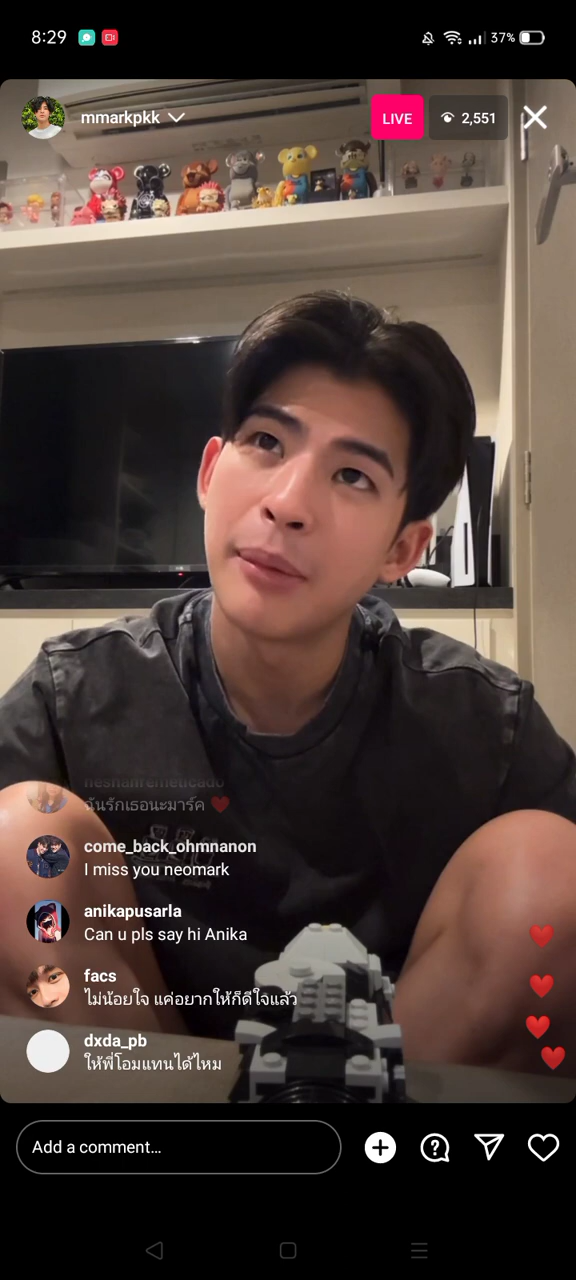 8:29
37%
mmarkpkk
LIVE
2,551
ฉันรักเธอนะมาร์ค ❤️
come_back_ohmnanon
I miss you neomark
anikapusarla
Can u pls say hi Anika
facs
ไม่น้อยใจ แค่อยากให้ก็ดีใจแล้ว
dxda_pb
ให้พี่โอมแทนได้ไหม
Add a comment...